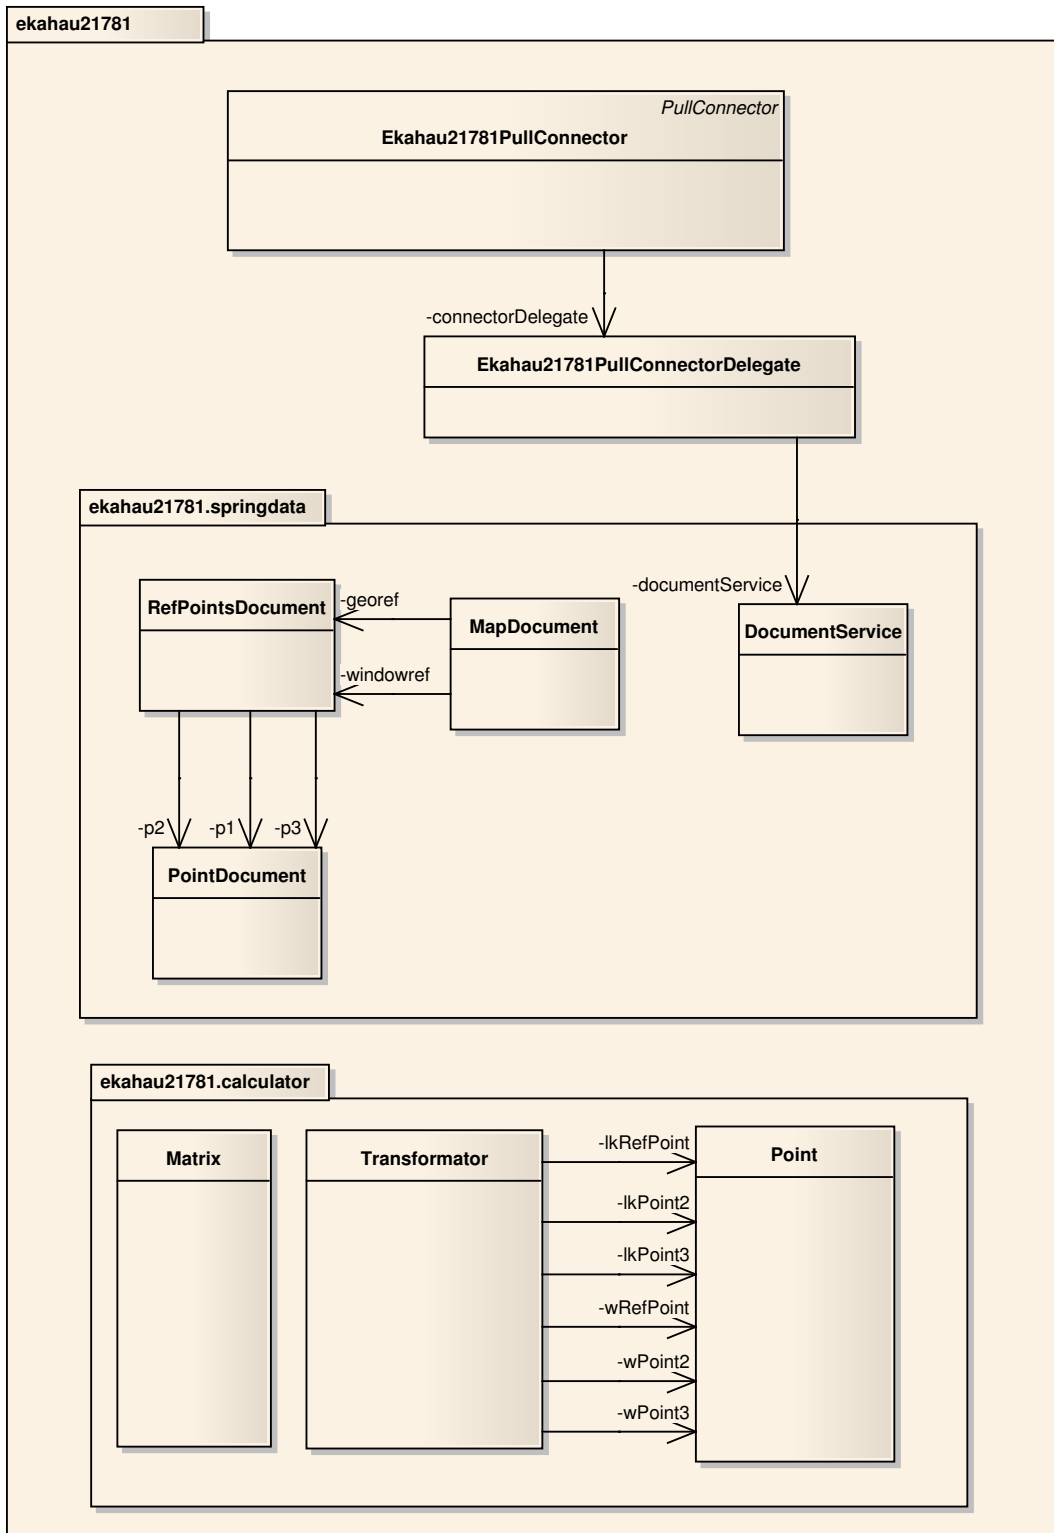 ekahau21781
PullConnector
Ekahau21781PullConnector
-connectorDelegate
Ekahau21781PullConnectorDelegate
ekahau21781.springdata
-documentService
RefPointsDocument
-georef
MapDocument
DocumentService
-windowref
-p2
-p1
-p3
PointDocument
ekahau21781.calculator
Matrix
Transformator
-lkRefPoint
Point
-lkPoint2
-lkPoint3
-wRefPoint
-wPoint2
-wPoint3